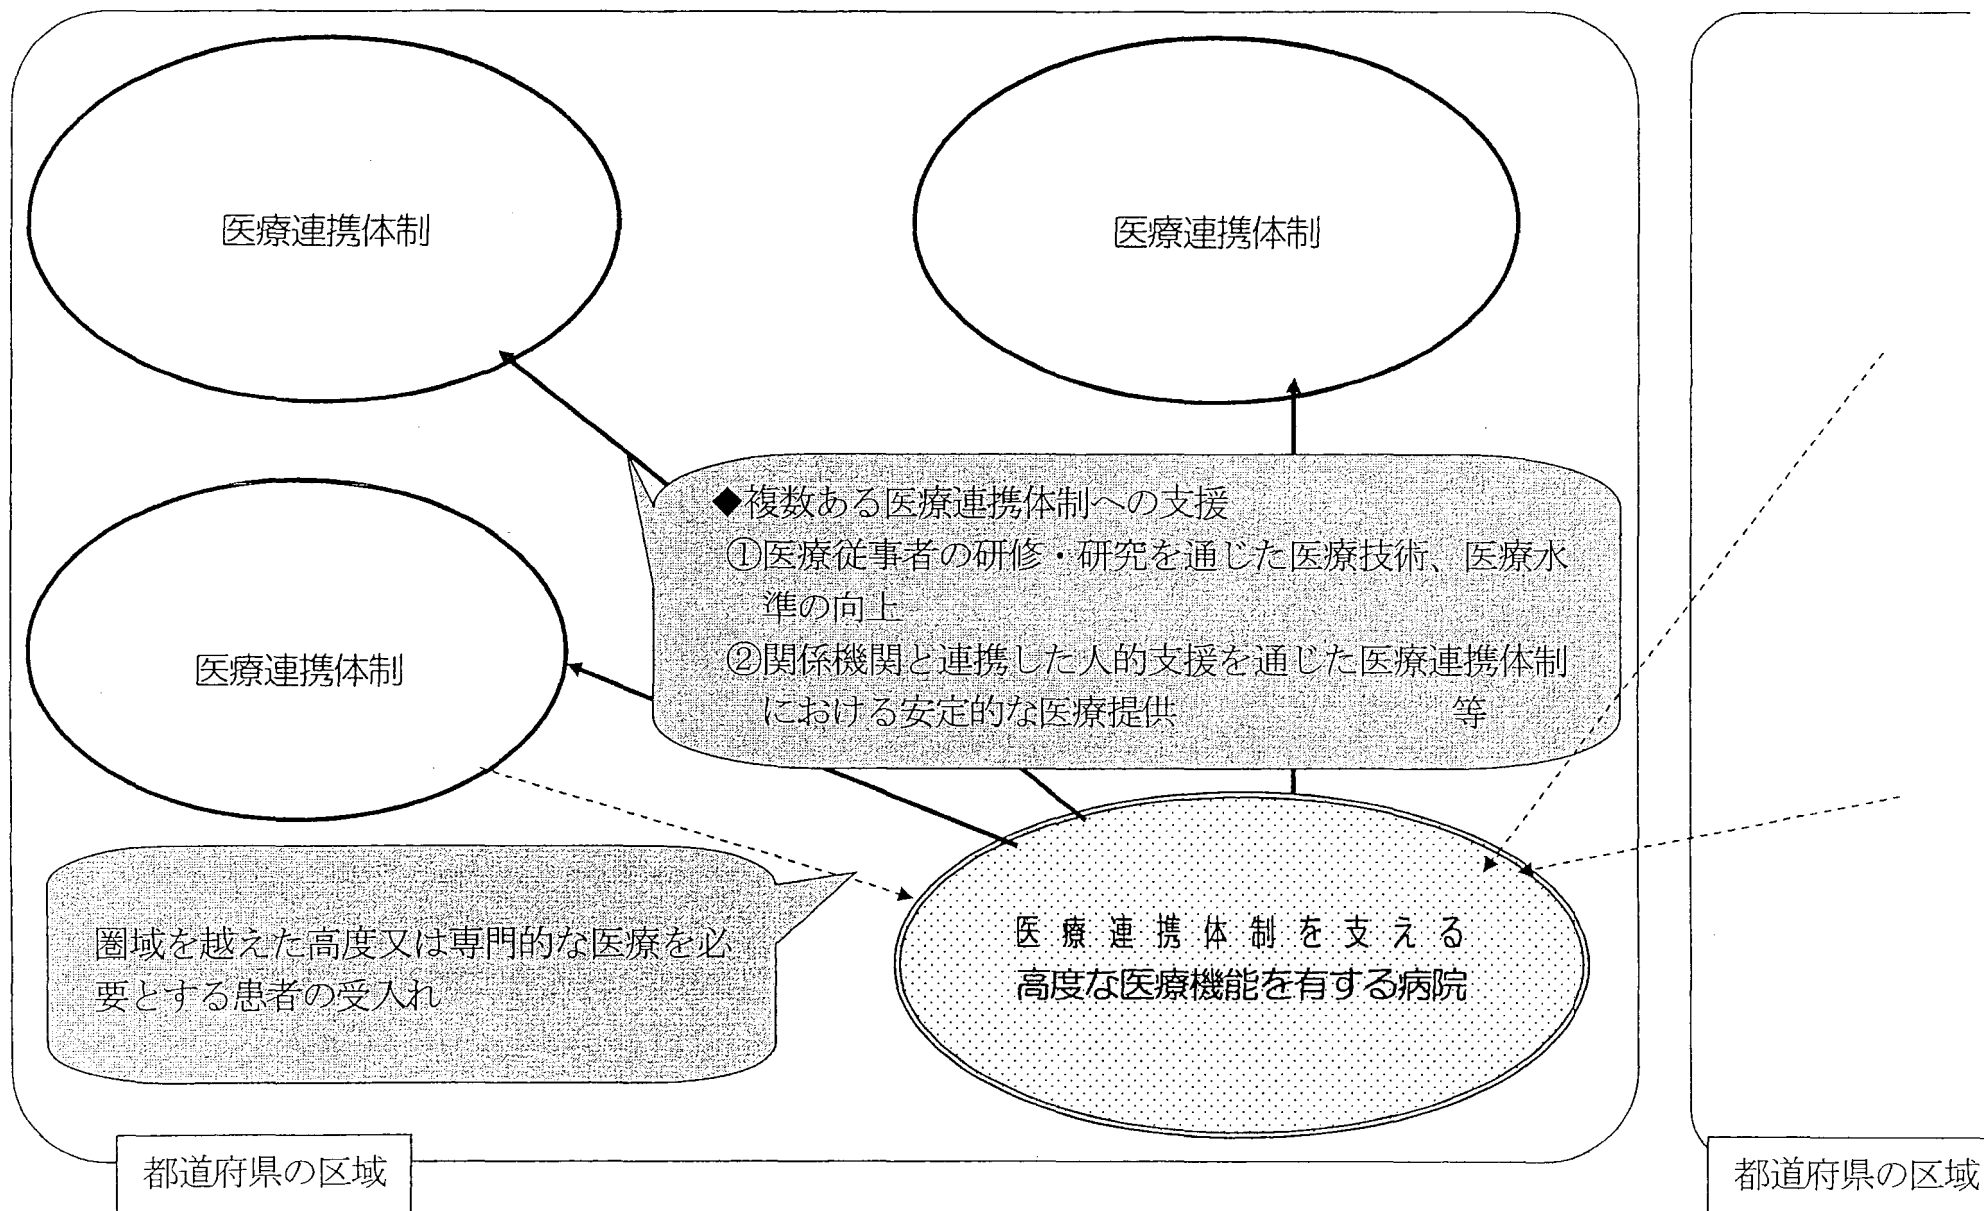 医療連携体制
医療連携体制
◆複数ある医療連携体制への支援
①医療従事者の研修・研究を通じた医療技術、医療水
準の向上
②関係機関と連携した人的支援を通じた医療連携体制
における安定的な医療提供 等
医療連携体制
圏域を越えた高度又は専門的な医療を必
要とする患者の受入れ
医療連携体制を支える
高度な医療機能を有する病院
都道府県の区域
都道府県の区域